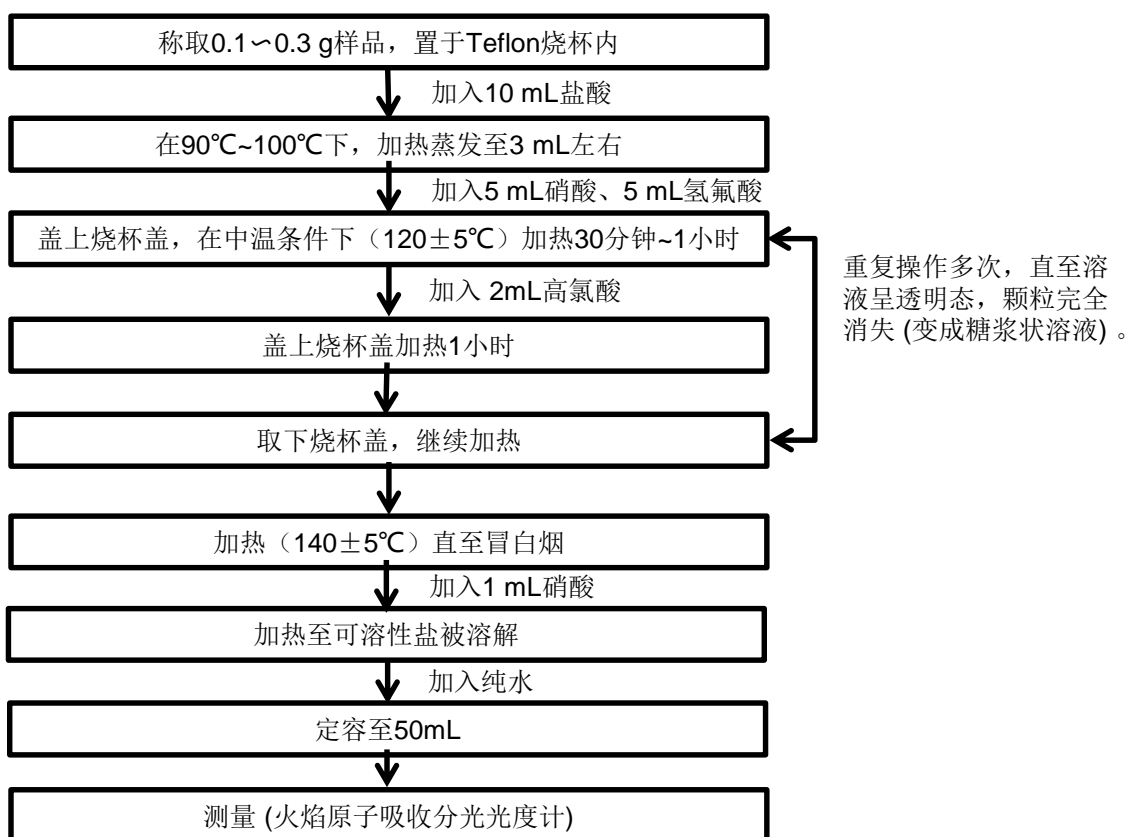 称取0.1~0.3 g样品，置于Teflon烧杯内
加入10 mL盐酸
在90℃~100℃下，加热蒸发至3 mL左右
加入5 mL硝酸、5 mL氢氟酸
盖上烧杯盖，在中温条件下（120±5℃）加热30分钟~1小时
加入 2mL高氯酸
盖上烧杯盖加热1小时
取下烧杯盖，继续加热
重复操作多次，直至溶
液呈透明态，颗粒完全
消失 (变成糖浆状溶液) 。
加热（140±5℃）直至冒白烟
加入1 mL硝酸
加热至可溶性盐被溶解
加入纯水
定容至50mL
测量 (火焰原子吸收分光光度计)